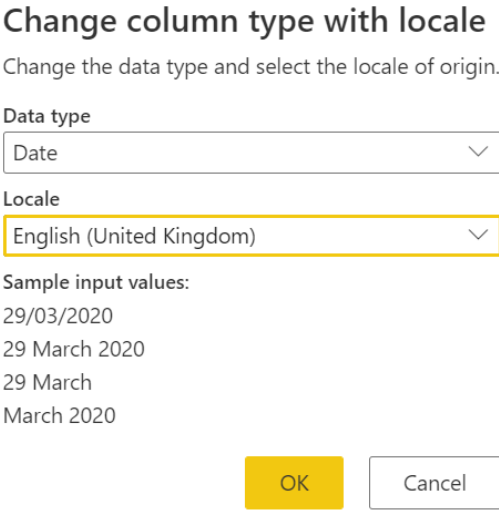 Change column type with locale
Change the data type and select the locale of origin.
Data type
Date
Locale
English (United Kingdom)
Sample input values:
29/03/2020
29 March 2020
29 March
March 2020
OK
Cancel